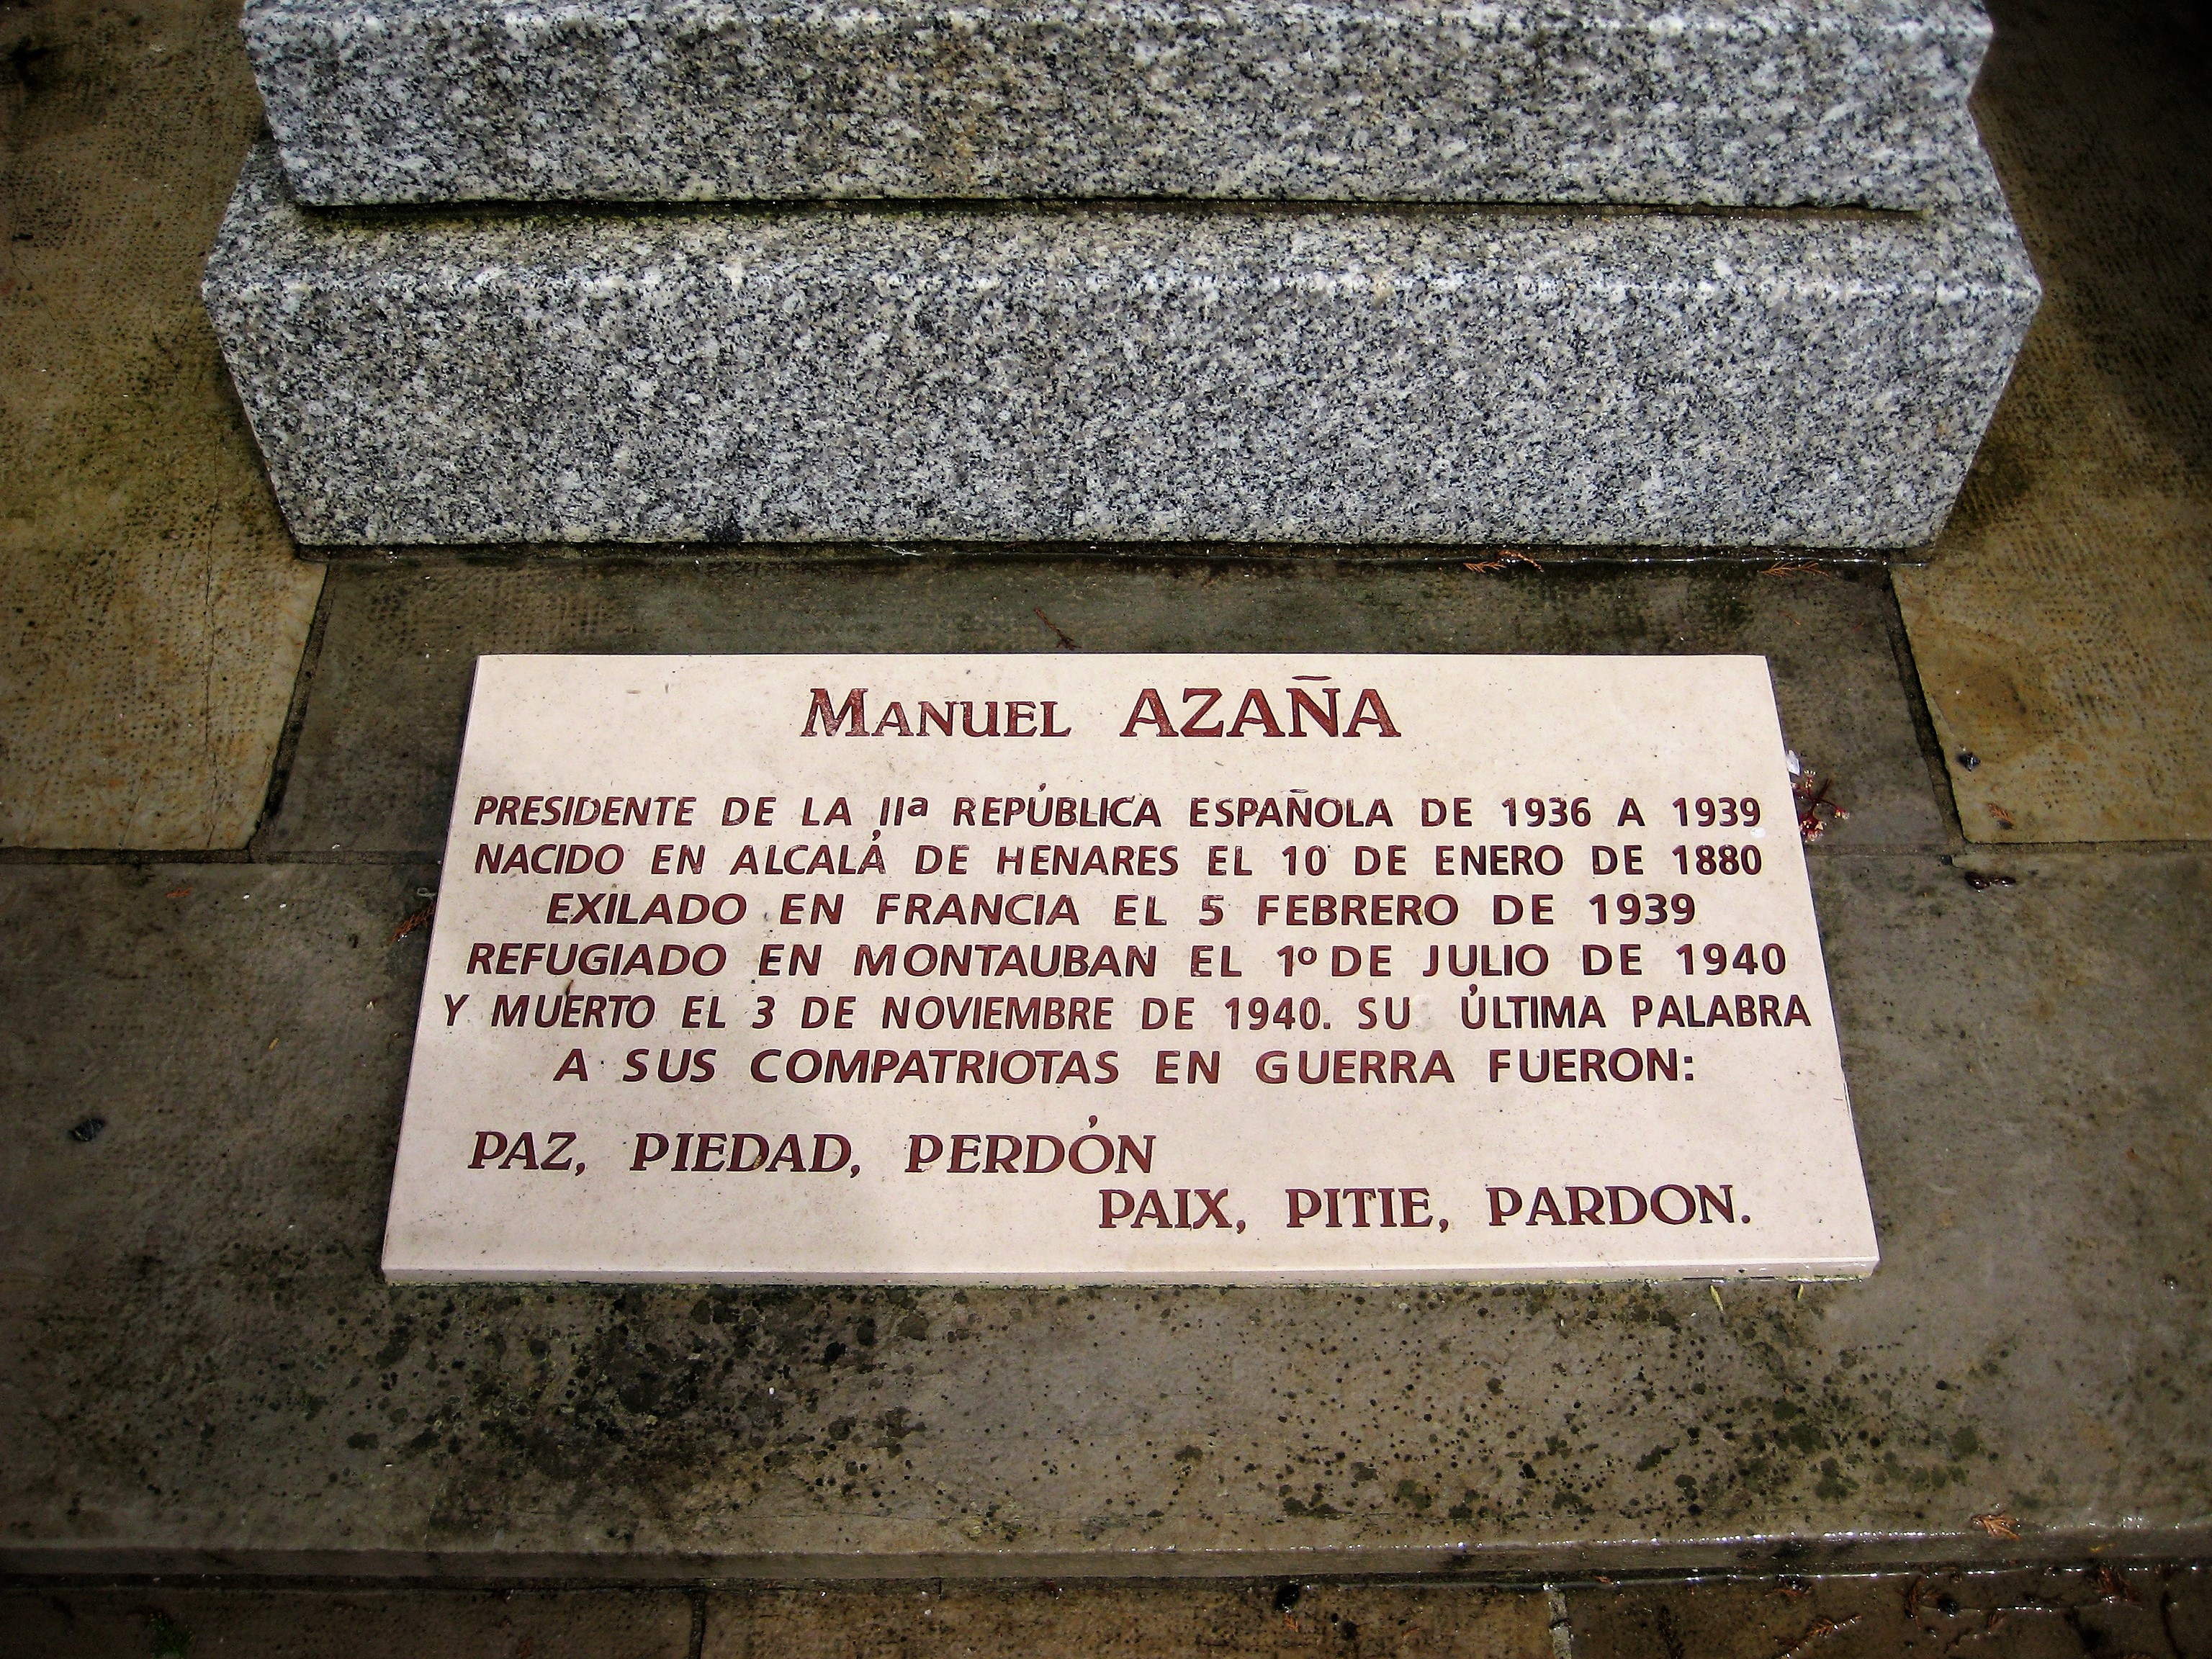 MANUEL AZAÑA
PRESIDENTE DE LA IIª REPÚBLICA ESPAÑOLA DE 1936 A 1939
NACIDO EN ALCALÁ DE HENARES EL 10 DE ENERO DE 1880
EXILADO EN FRANCIA EL 5 FEBRERO DE 1939
REFUGIADO EN MONTAUBAN EL 1º DE JULIO DE 1940
Y MUERTO EL 3 DE NOVIEMBRE DE 1940. SU ÚLTIMA PALABRA
A SUS COMPATRIOTAS EN GUERRA FUERON:
PAZ, PIEDAD, PERDÓN
PAIX, PITIE, PARDON.